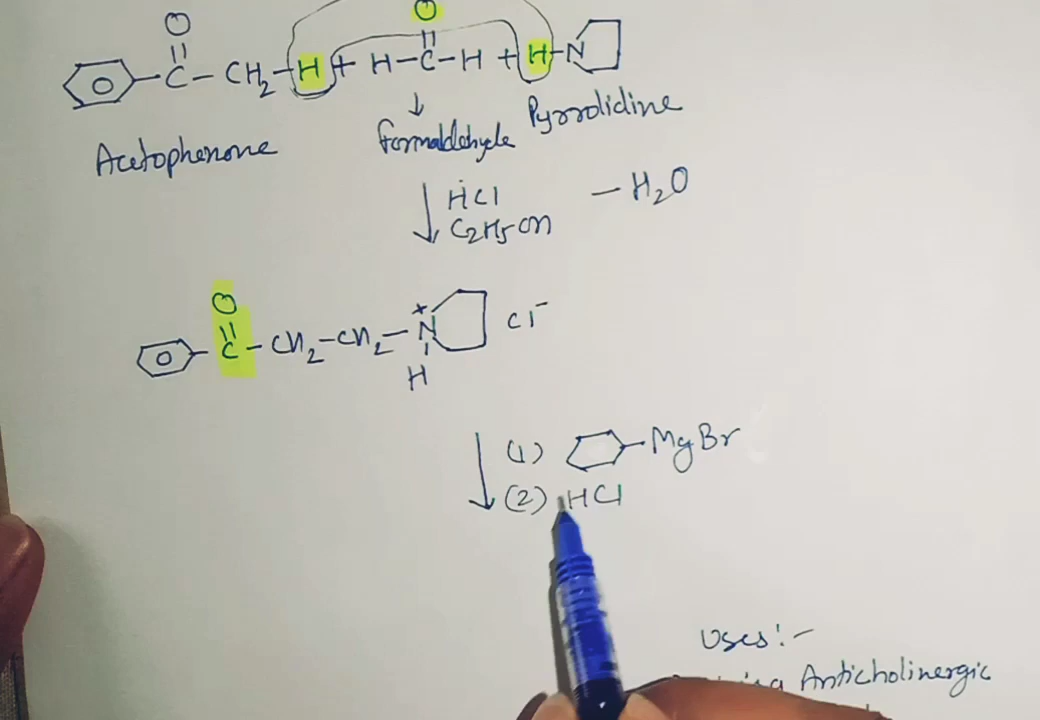 O O
C - CH2 - H + H - C - H + H - N
Acetophenone
formaldehyde
Pyrrolidine
HCl
C2H5OH
- H2O
O
C - CH2 - CH2 - N+ Cl-
H
(1) MgBr
(2) HCl
Uses:-
Anticholinergic